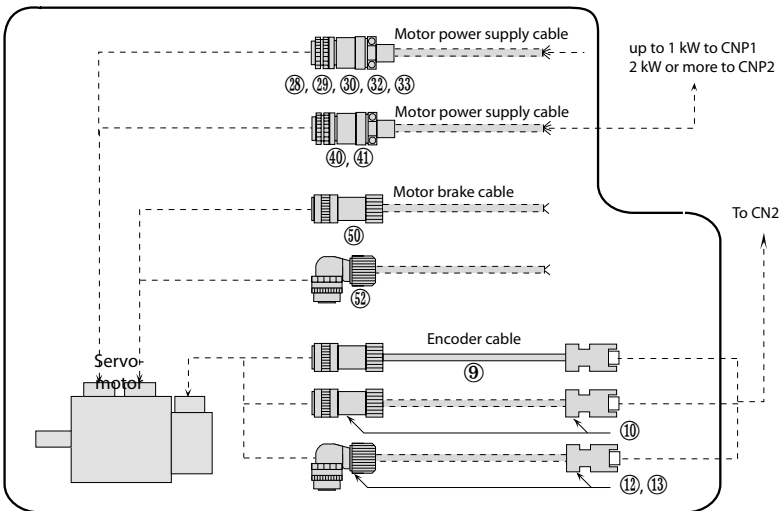 Motor power supply cable
up to 1 kW to CNP1
2 kW or more to CNP2
㉘, ㉙, ㉚, ㉜, ㉝
Motor power supply cable
㊵, ㊶
Motor brake cable
㊿
To CN2
52
Encoder cable
⑨
Servo-
motor
⑩
⑫, ⑬